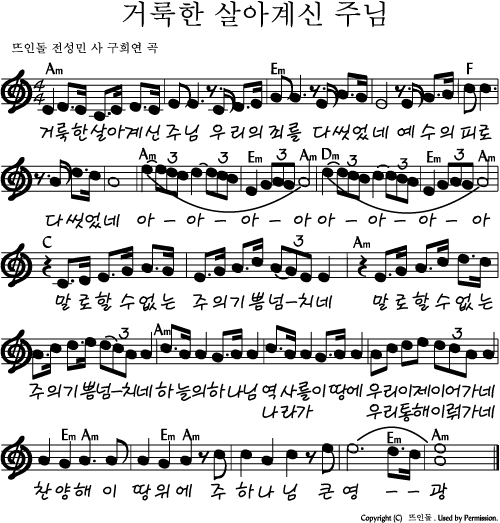 거룩한 살아계신 주님
뜨인돌 전성민 사 구희연 곡
Am Em F
4 4
거룩한살아계신주님 우리의죄를 다씻었네 예수의피로
Am 3 3 Em 3 Am Dm 3 3 Em 3 Am
다씻었네 아-아-아-아아-아-아-아
C 3 Am
말로할수없는 주의기쁨넘-치네 말로할수없는
3 Am 3
주의기쁨넘-치네하늘의하나님역사를이땅에우리이제이어가네
나라가 우리통해이뤄가네
Em Am Em Am Em Am
찬양해이땅위에주하나님큰영--광
Copyright (C) 뜨인돌. Used by Permission.